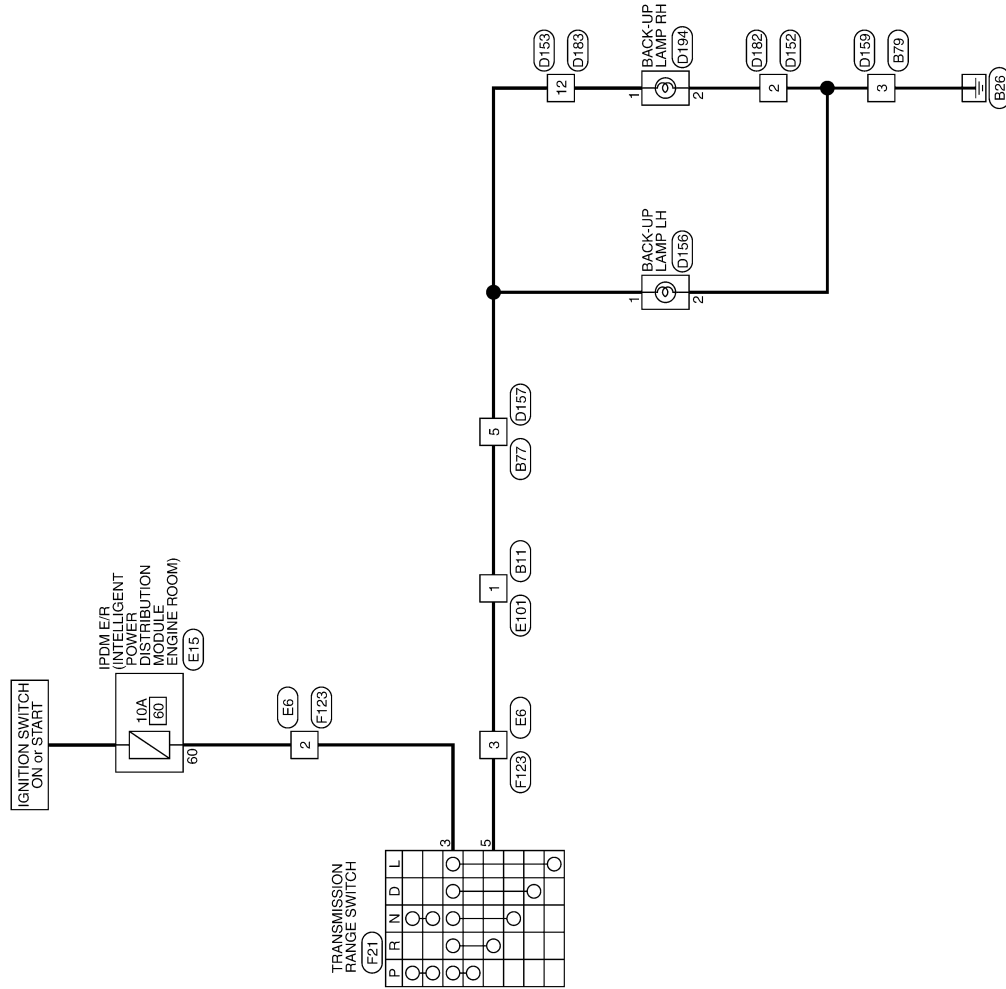 IGNITION SWITCH
ON or START
IPDM E/R
(INTELLIGENT
POWER
DISTRIBUTION
MODULE
ENGINE ROOM)
E15
10A
60
60
2
E6
F123
TRANSMISSION
RANGE SWITCH
F21
P R N D L
3
5
3
F123
E6
1
E101
B11
5
B77
D157
BACK-UP
LAMP LH
D156
1
2
12
D153
D183
BACK-UP
LAMP RH
D194
1
2
2
D182
D152
3
D159
B79
B26